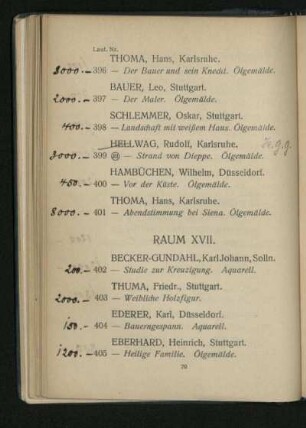 Lauf. Nr.
THOMA, Hans, Karlsruhe.
8000.— 396 — Der Bauer und sein Knecht. Ölgemälde.
BAUER, Leo, Stuttgart.
2000.— 397 — Der Maler. Ölgemälde.
SCHLEMMER, Oskar, Stuttgart.
400.— 398 — Landschaft mit weißem Haus. Ölgemälde.
HELLWAG, Rudolf, Karlsruhe.
3000.— 399 — Strand von Dieppe. Ölgemälde.
HAMBÜCHEN, Wilhelm, Düsseldorf.
450.— 400 — Vor der Küste. Ölgemälde.
THOMA, Hans, Karlsruhe.
8000.— 401 — Abendstimmung bei Siena. Ölgemälde.
RAUM XVII.
BECKER-GUNDAHL, Karl Johann, Solln.
200.— 402 — Studie zur Kreuzigung. Aquarell.
THUMA, Friedr., Stuttgart.
2000.— 403 — Weibliche Holzfigur.
EDERER, Karl, Düsseldorf.
150.— 404 — Bauerngespann. Aquarell.
EBERHARD, Heinrich, Stuttgart.
1200.— 405 — Heilige Familie. Ölgemälde.